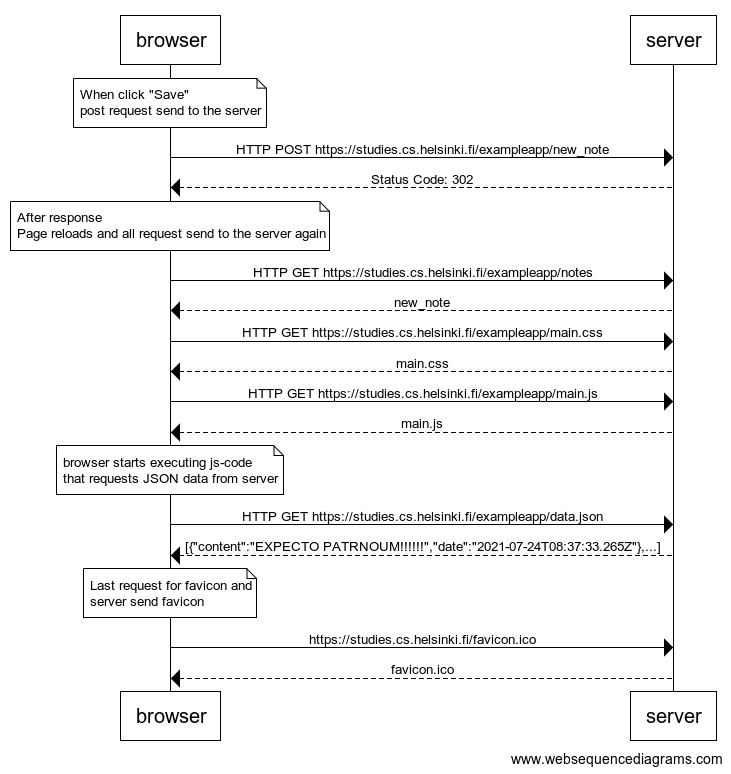 browser
server
When click "Save"
post request send to the server
HTTP POST https://studies.cs.helsinki.fi/exampleapp/new_note
Status Code: 302
After response
Page reloads and all request send to the server again
HTTP GET https://studies.cs.helsinki.fi/exampleapp/notes
new_note
HTTP GET https://studies.cs.helsinki.fi/exampleapp/main.css
main.css
HTTP GET https://studies.cs.helsinki.fi/exampleapp/main.js
main.js
browser starts executing js-code
that requests JSON data from server
HTTP GET https://studies.cs.helsinki.fi/exampleapp/data.json
[{"content":"EXPECTO PATRNOUM!!!!!!","date":"2021-07-24T08:37:33.265Z"},...]
Last request for favicon and
server send favicon
https://studies.cs.helsinki.fi/favicon.ico
favicon.ico
browser
server
www.websequencediagrams.com